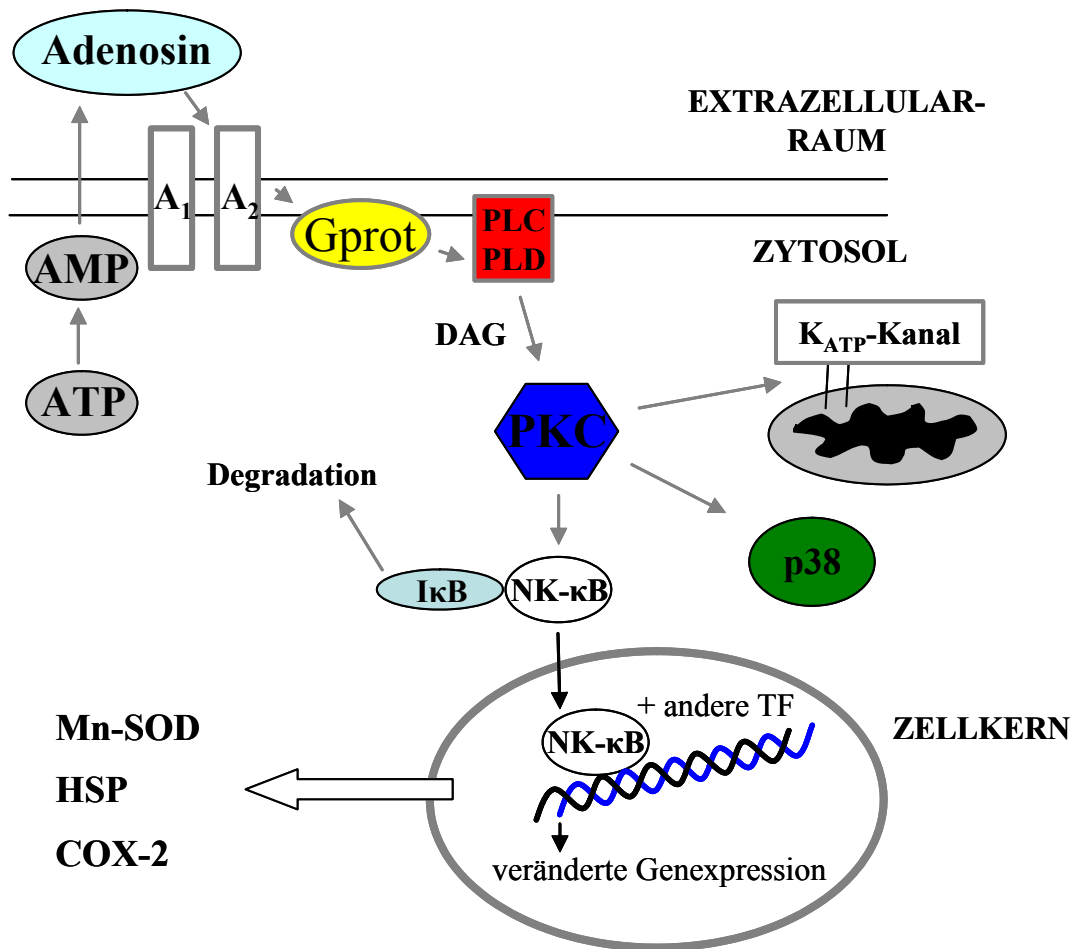 Adenosin
EXTRAZELLULAR-
RAUM
A1
A2
Gprot
PLC
PLD
ZYTOSOL
AMP
DAG
KATP-Kanal
ATP
PKC
Degradation
p38
IκB
NK-κB
+ andere TF
NK-κB
ZELLKERN
Mn-SOD
HSP
COX-2
veränderte Genexpression